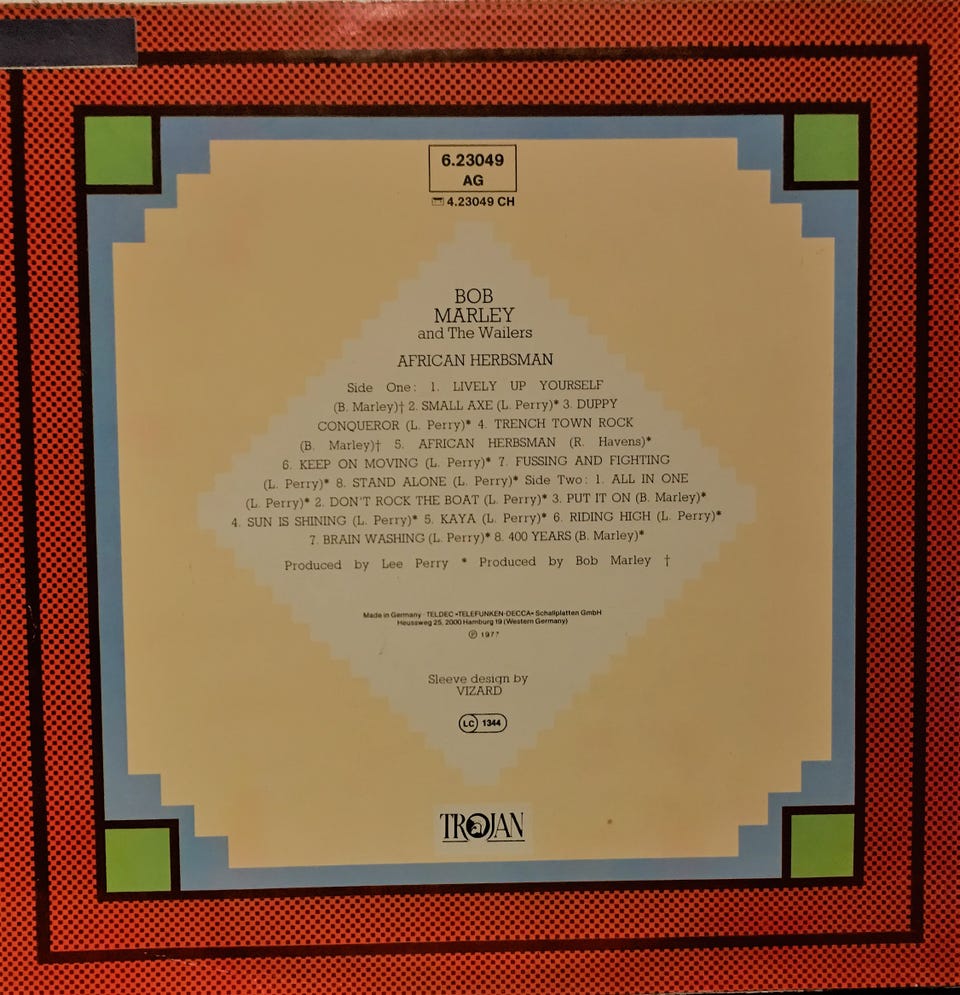 6.23049
AG
4.23049 CH
BOB
MARLEY
and The Wailers
AFRICAN HERBSMAN
Side One: 1. LIVELY UP YOURSELF
(B. Marley)† 2. SMALL AXE (L. Perry)* 3. DUPPY
CONQUEROR (L. Perry)* 4. TRENCH TOWN ROCK
(B. Marley)† 5. AFRICAN HERBSMAN (R. Havens)*
6. KEEP ON MOVING (L. Perry)* 7. FUSSING AND FIGHTING
(L. Perry)* 8. STAND ALONE (L. Perry)* Side Two: 1. ALL IN ONE
(L. Perry)* 2. DON'T ROCK THE BOAT (L. Perry)* 3. PUT IT ON (B. Marley)*
4. SUN IS SHINING (L. Perry)* 5. KAYA (L. Perry)* 6. RIDING HIGH (L. Perry)*
7. BRAIN WASHING (L. Perry)* 8. 400 YEARS (B. Marley)*
Produced by Lee Perry * Produced by Bob Marley †
Made in Germany · TELDEC »TELEFUNKEN-DECCA« Schallplatten GmbH
Heussweg 25, 2000 Hamburg 19 (Western Germany)
℗ 1977
Sleeve design by
VIZARD
LC 1344
TROJAN